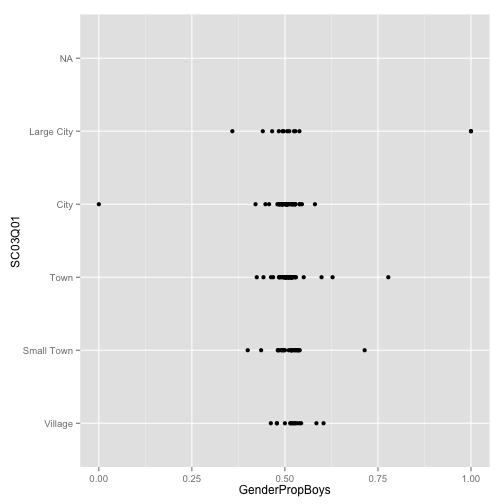 NA
Large City
City
Town
Small Town
Village
SC03Q01
0.00 0.25 0.50 0.75 1.00
GenderPropBoys